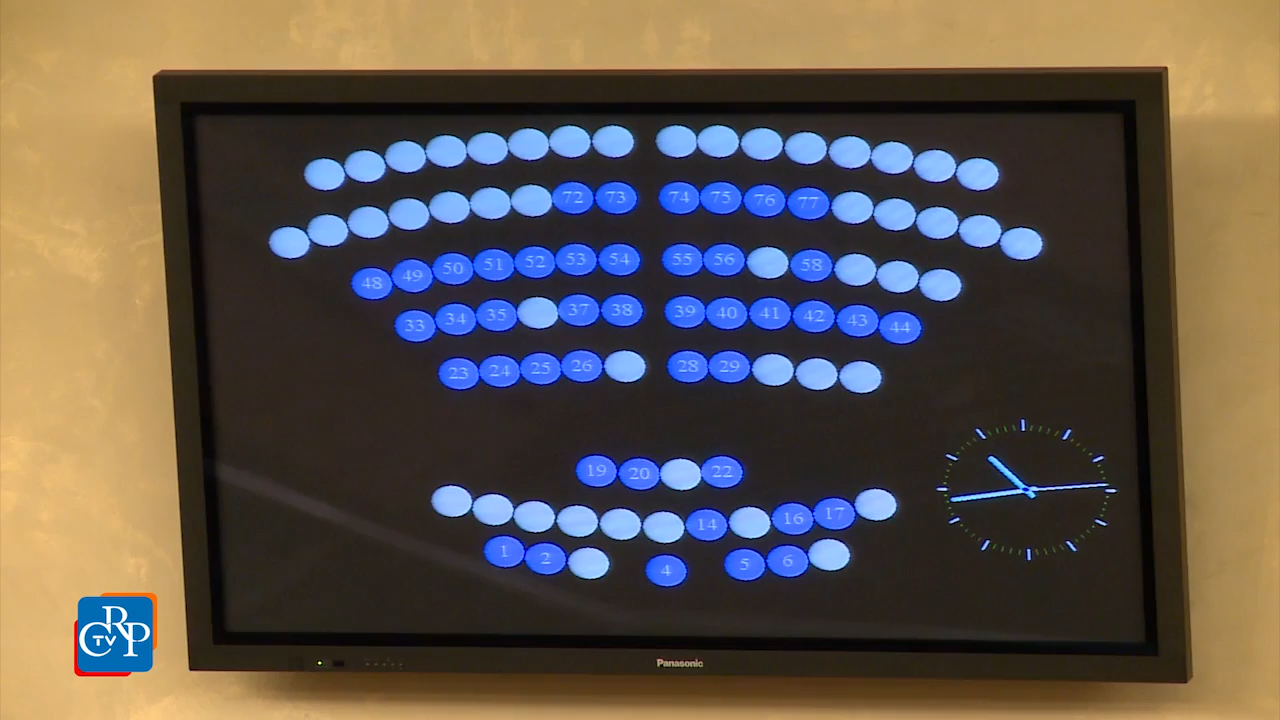 72 73 74 75 76 77
48 49 50 51 52 53 54 55 56 58
33 34 35 37 38 39 40 41 42 43 44
23 24 25 26 28 29
19 20 22
14 16 17
1 2 4 5 6
CRP
TV
Panasonic